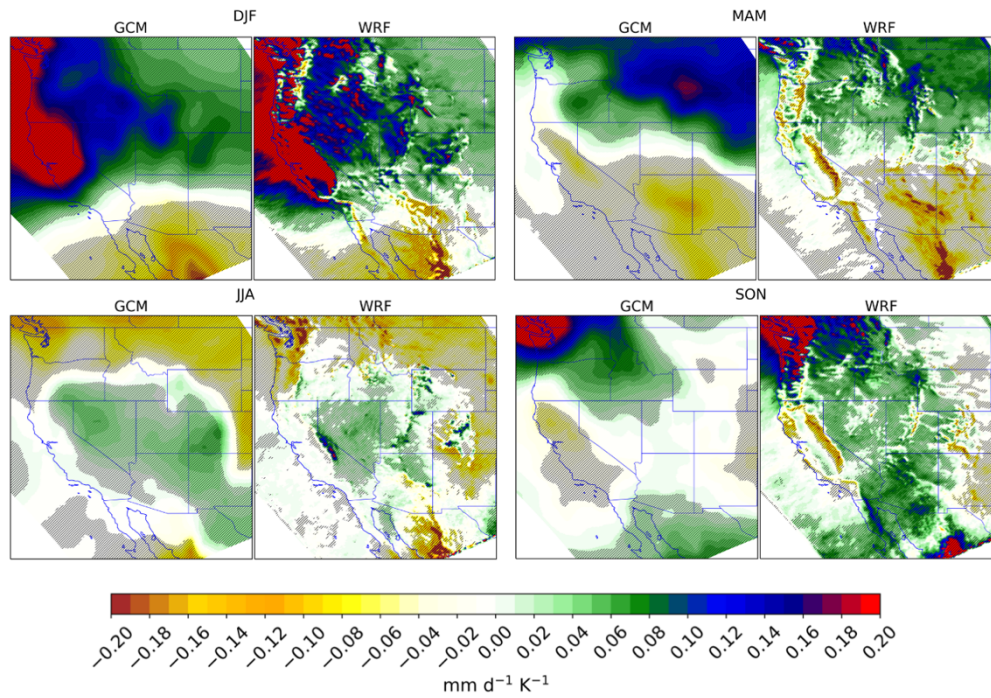 DJF
MAM
GCM
WRF
GCM
WRF
JJA
SON
GCM
WRF
GCM
WRF
−0.20
−0.18
−0.16
−0.14
−0.12
−0.10
−0.08
−0.06
−0.04
−0.02
0.00
0.02
0.04
0.06
0.08
0.10
0.12
0.14
0.16
0.18
0.20
mm d⁻¹ K⁻¹